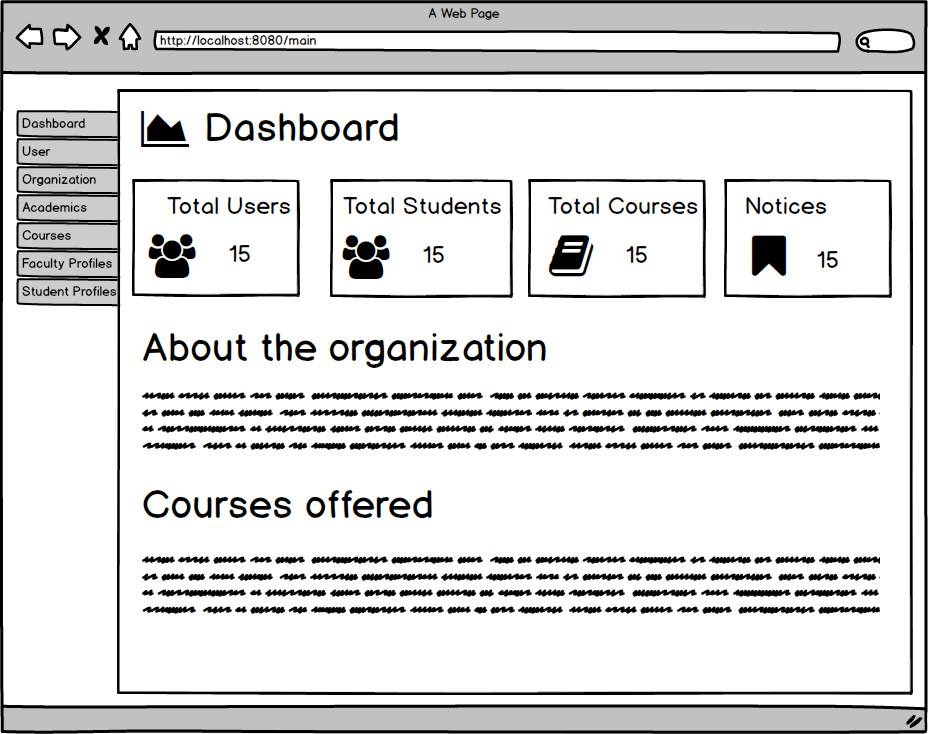 A Web Page
http://localhost:8080/main
Dashboard
User
Organization
Academics
Courses
Faculty Profiles
Student Profiles
Dashboard
Total Users
15
Total Students
15
Total Courses
15
Notices
15
About the organization
Courses offered